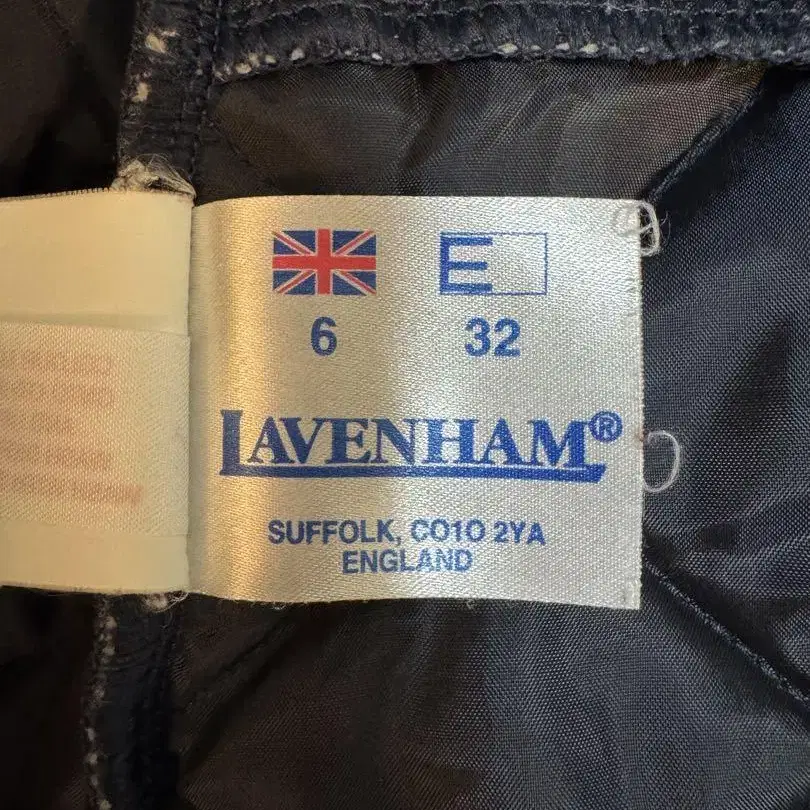 E
6 32
LAVENHAM®
SUFFOLK, CO10 2YA
ENGLAND